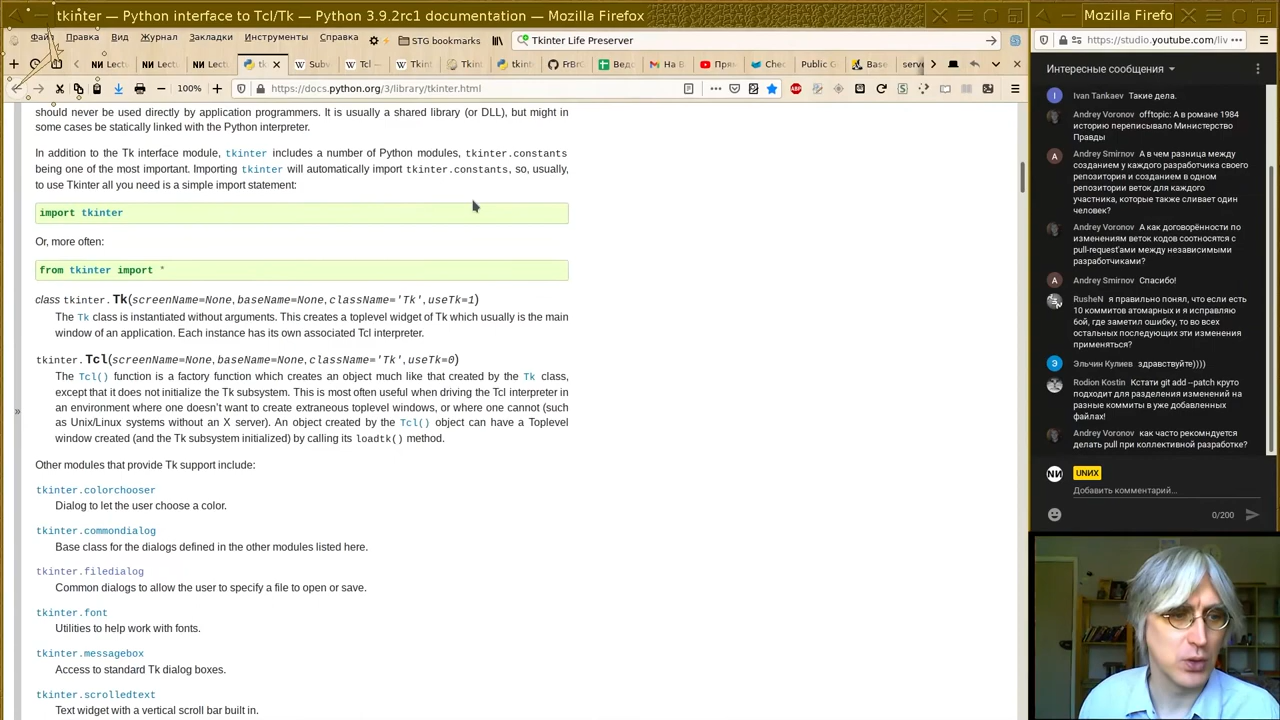 tkinter — Python interface to Tcl/Tk — Python 3.9.2rc1 documentation — Mozilla Firefox
Файл Правка Вид Журнал Закладки Инструменты Справка
STG bookmarks
Tkinter Life Preserver
100%
https://docs.python.org/3/library/tkinter.html
should never be used directly by application programmers. It is usually a shared library (or DLL), but might in
some cases be statically linked with the Python interpreter.
In addition to the Tk interface module, tkinter includes a number of Python modules, tkinter.constants
being one of the most important. Importing tkinter will automatically import tkinter.constants, so, usually,
to use Tkinter all you need is a simple import statement:
import tkinter
Or, more often:
from tkinter import *
class tkinter.Tk(screenName=None, baseName=None, className='Tk', useTk=1)
The Tk class is instantiated without arguments. This creates a toplevel widget of Tk which usually is the main
window of an application. Each instance has its own associated Tcl interpreter.
tkinter.Tcl(screenName=None, baseName=None, className='Tk', useTk=0)
The Tcl() function is a factory function which creates an object much like that created by the Tk class,
except that it does not initialize the Tk subsystem. This is most often useful when driving the Tcl interpreter in
an environment where one doesn’t want to create extraneous toplevel windows, or where one cannot (such
as Unix/Linux systems without an X server). An object created by the Tcl() object can have a Toplevel
window created (and the Tk subsystem initialized) by calling its loadtk() method.
Other modules that provide Tk support include:
tkinter.colorchooser
Dialog to let the user choose a color.
tkinter.commondialog
Base class for the dialogs defined in the other modules listed here.
tkinter.filedialog
Common dialogs to allow the user to specify a file to open or save.
tkinter.font
Utilities to help work with fonts.
tkinter.messagebox
Access to standard Tk dialog boxes.
tkinter.scrolledtext
Text widget with a vertical scroll bar built in.
Mozilla Firefo
https://studio.youtube.com/liv
Интересные сообщения
Ivan Tankaev Такие дела.
Andrey Voronov offtopic: А в романе 1984
историю переписывало Министерство
Правды
Andrey Smirnov А в чем разница между
созданием у каждого разработчика своего
репозитория и созданием в одном
репозитории веток для каждого
участника, которые также сливает один
человек?
Andrey Voronov А как договорённости по
изменениям веток кодов соотносятся с
pull-request'ами между независимыми
разработчиками?
Andrey Smirnov Спасибо!
RusheN я правильно понял, что если есть
10 коммитов атомарных и я исправляю
6ой, где заметил ошибку, то во всех
остальных последующих эти изменения
применяться?
Эльчин Кулиев здравствуйте))))
Rodion Kostin Кстати git add --patch круто
подходит для разделения изменений на
разные коммиты в уже добавленных
файлах!
Andrey Voronov как часто рекомндуется
делать pull при коллективной разработке?
UNИX
Добавить комментарий...
0/200